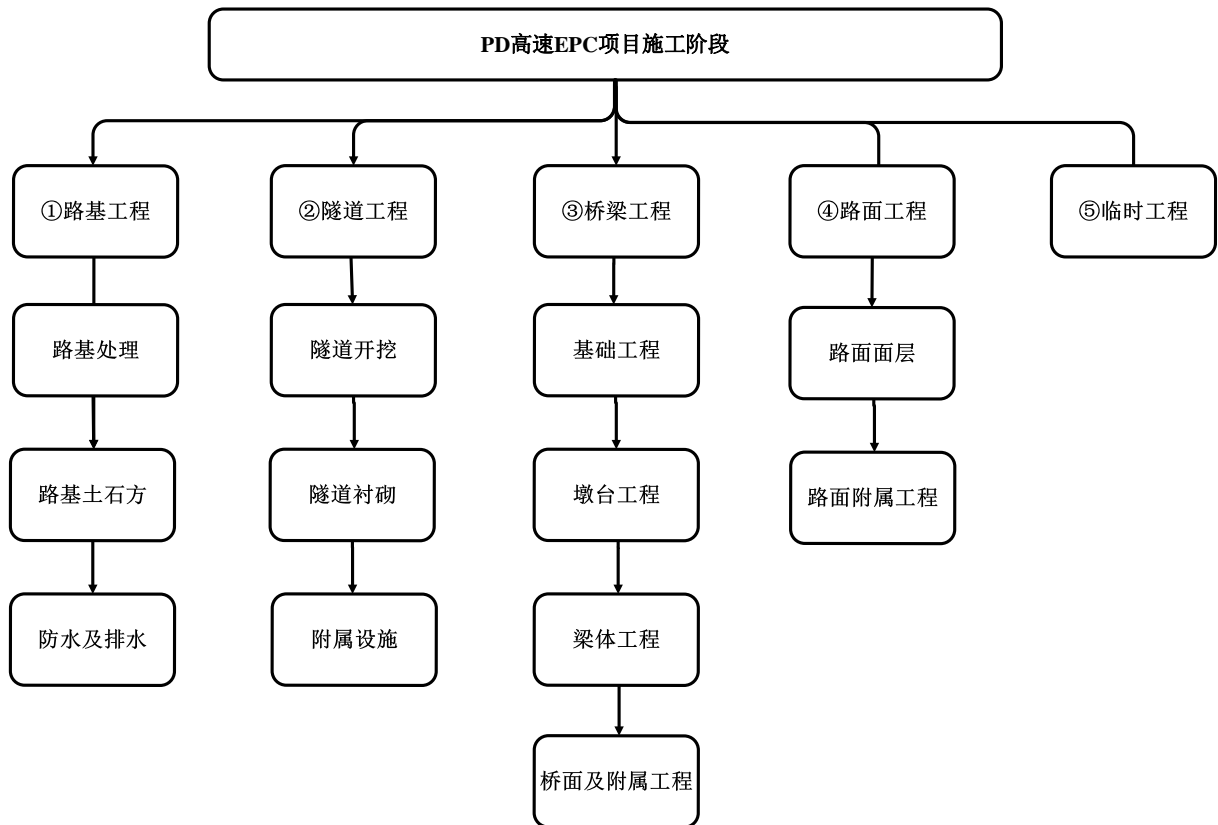 PD高速EPC项目施工阶段
①路基工程
②隧道工程
③桥梁工程
④路面工程
⑤临时工程
路基处理
隧道开挖
基础工程
路面面层
路基土石方
隧道衬砌
墩台工程
路面附属工程
防水及排水
附属设施
梁体工程
桥面及附属工程